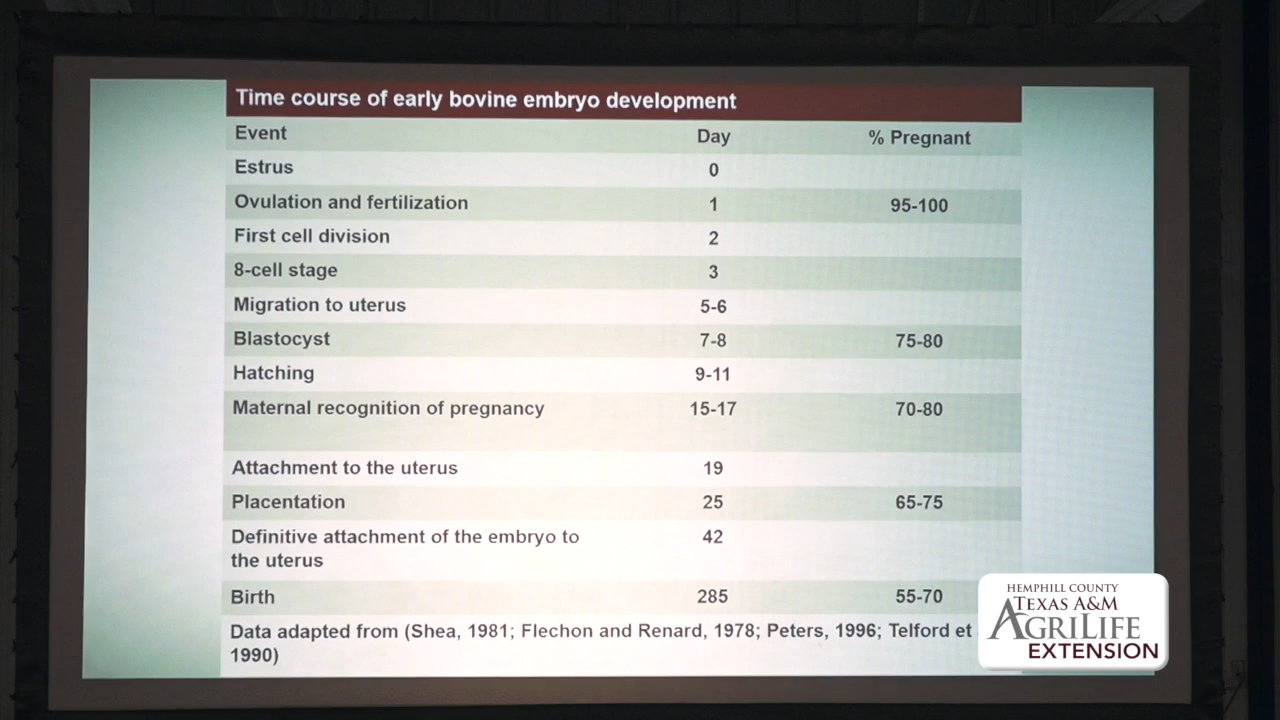 Time course of early bovine embryo development
Event Day % Pregnant
Estrus 0
Ovulation and fertilization 1 95-100
First cell division 2
8-cell stage 3
Migration to uterus 5-6
Blastocyst 7-8 75-80
Hatching 9-11
Maternal recognition of pregnancy 15-17 70-80
Attachment to the uterus 19
Placentation 25 65-75
Definitive attachment of the embryo to 42
the uterus
Birth 285 55-70
Data adapted from (Shea, 1981; Flechon and Renard, 1978; Peters, 1996; Telford et
1990)
HEMPHILL COUNTY
TEXAS A&M
AGRILIFE
EXTENSION